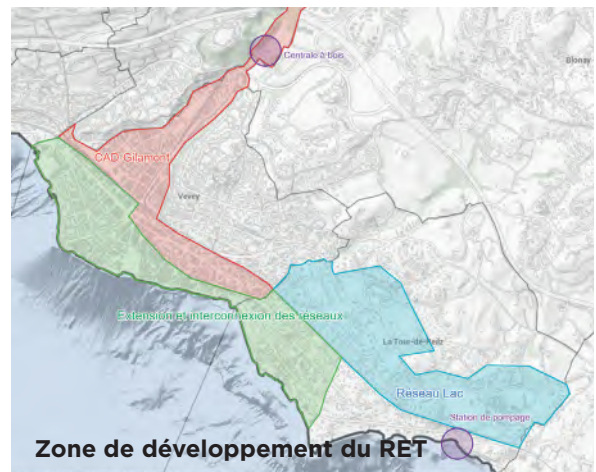 Centrale à bois
Blonay
CAD Gilamont
Vevey
Extension et interconnexion des réseaux
La Tour-de-Peilz
Réseau Lac
Station de pompage
Zone de développement du RET